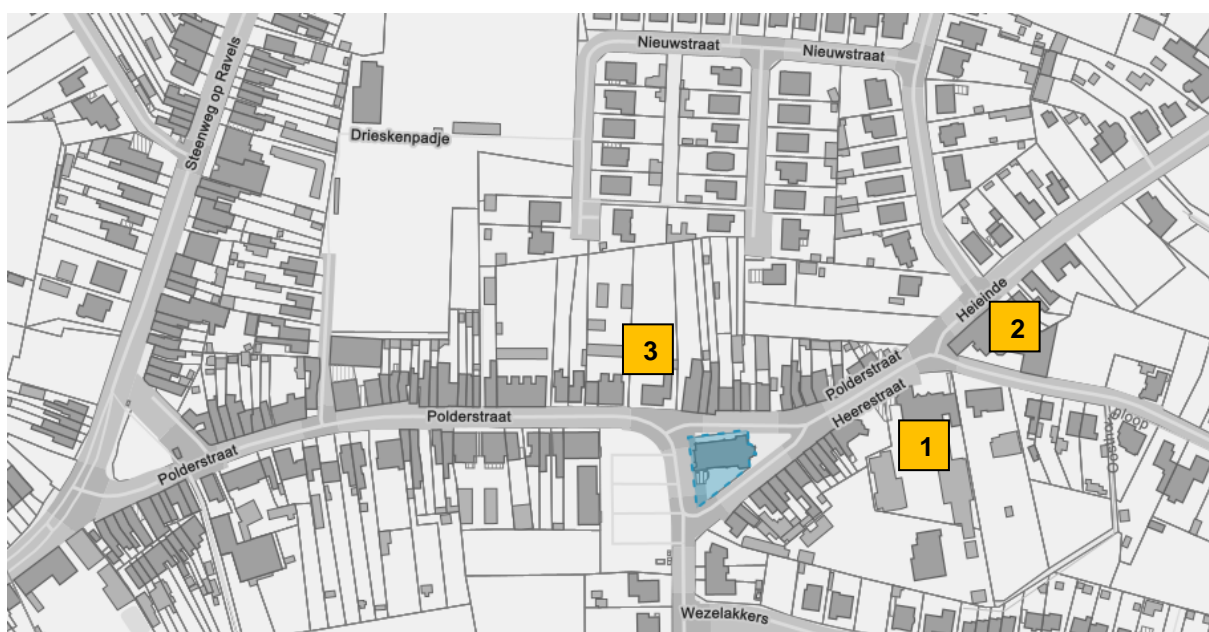 Nieuwstraat
Nieuwstraat
Steenweg op Ravels
Drieskenpadje
Heieinde
2
3
Polderstraat
Polderstraat
Heerestraat
1
Polderstraat
Wezelakkers